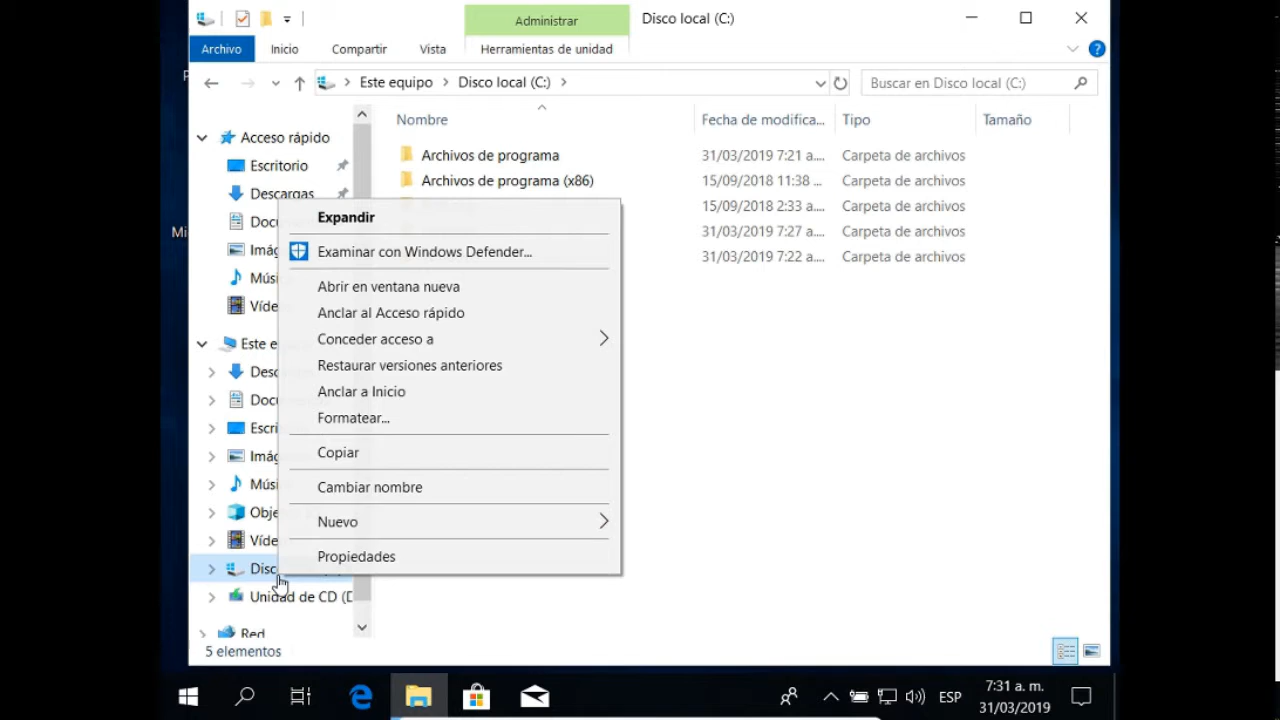 Administrar
Disco local (C:)
Archivo
Inicio
Compartir
Vista
Herramientas de unidad
Este equipo
Disco local (C:)
Buscar en Disco local (C:)
Nombre
Fecha de modifica...
Tipo
Tamaño
Acceso rápido
Escritorio
Descargas
Docu
Imág
Músi
Víde
Este e
Desc
Docu
Escri
Imág
Músi
Obje
Víde
Disc
Unidad de CD (D
Red
Archivos de programa
31/03/2019 7:21 a....
Carpeta de archivos
Archivos de programa (x86)
15/09/2018 11:38 ...
Carpeta de archivos
15/09/2018 2:33 a....
Carpeta de archivos
31/03/2019 7:27 a....
Carpeta de archivos
31/03/2019 7:22 a....
Carpeta de archivos
Expandir
Examinar con Windows Defender...
Abrir en ventana nueva
Anclar al Acceso rápido
Conceder acceso a
Restaurar versiones anteriores
Anclar a Inicio
Formatear...
Copiar
Cambiar nombre
Nuevo
Propiedades
5 elementos
ESP
7:31 a. m.
31/03/2019